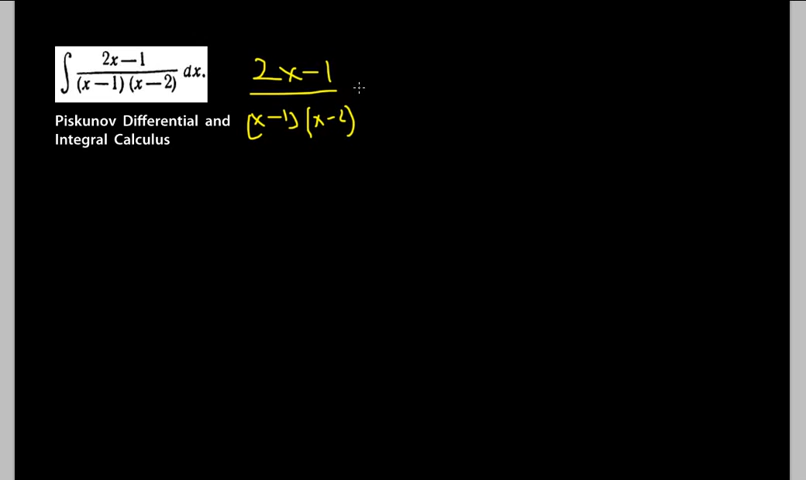 ∫ 2x−1 / (x−1) (x−2) dx.
Piskunov Differential and
Integral Calculus
2x-1
(x-1) (x-2)